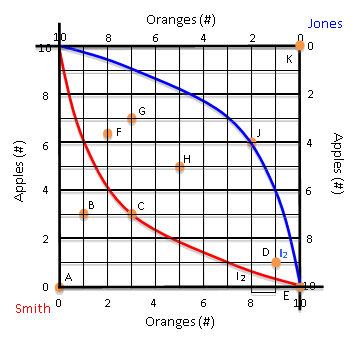 Oranges (#)
Jones
10 8 6 4 2 0
10 0
K
8 2
G
F
J
6 4
Apples (#)
Apples (#)
H
4 6
B C
2 8
D I2
I2
A
0 10
E
Smith
0 2 4 6 8 10
Oranges (#)